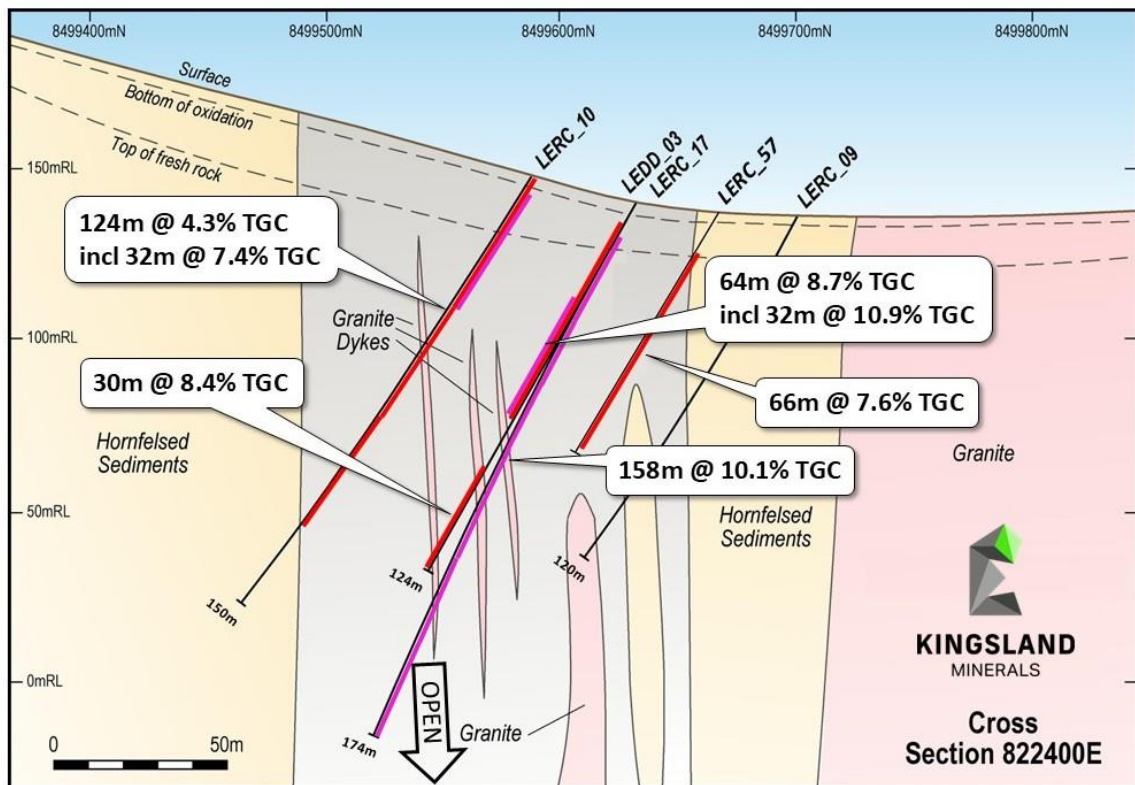 8499400mN
8499500mN
8499600mN
8499700mN
8499800mN
Surface
Bottom of oxidation
Top of fresh rock
LERC_10
LEDD_03
LERC_17
LERC_57
LERC_09
150mRL
100mRL
50mRL
0mRL
124m @ 4.3% TGC
incl 32m @ 7.4% TGC
64m @ 8.7% TGC
incl 32m @ 10.9% TGC
Granite
Dykes
30m @ 8.4% TGC
66m @ 7.6% TGC
158m @ 10.1% TGC
Hornfelsed
Sediments
Hornfelsed
Sediments
Granite
150m
124m
120m
174m
OPEN
Granite
0
50m
KINGSLAND
MINERALS
Cross
Section 822400E